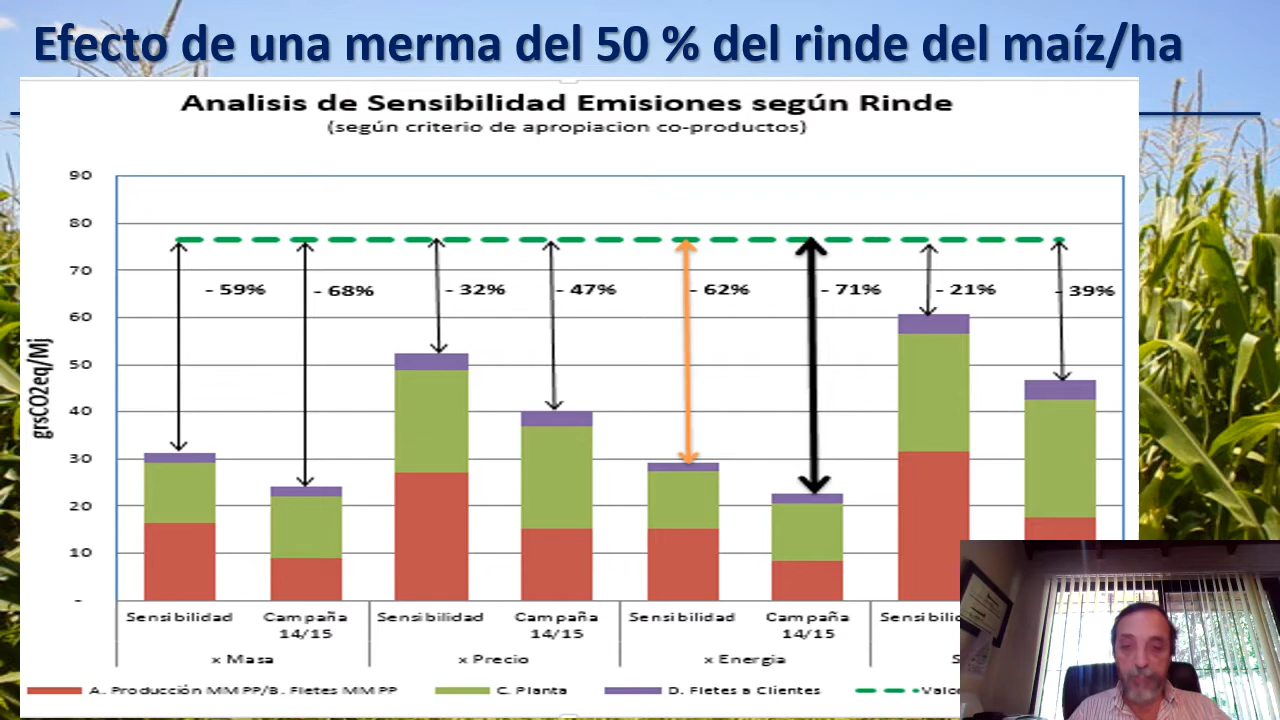 Efecto de una merma del 50 % del rinde del maíz/ha
Analisis de Sensibilidad Emisiones según Rinde
(según criterio de apropiacion co-productos)
90
80
70
60
50
40
30
20
10
-
grsCO2eq/Mj
- 59%
- 68%
- 32%
- 47%
- 62%
- 71%
- 21%
- 39%
Sensibilidad
Campaña
14/15
Sensibilidad
Campaña
14/15
Sensibilidad
Campaña
14/15
x Masa
x Precio
x Energia
A. Producción MM PP/B. Fletes MM PP
C. Planta
D. Fletes a Clientes